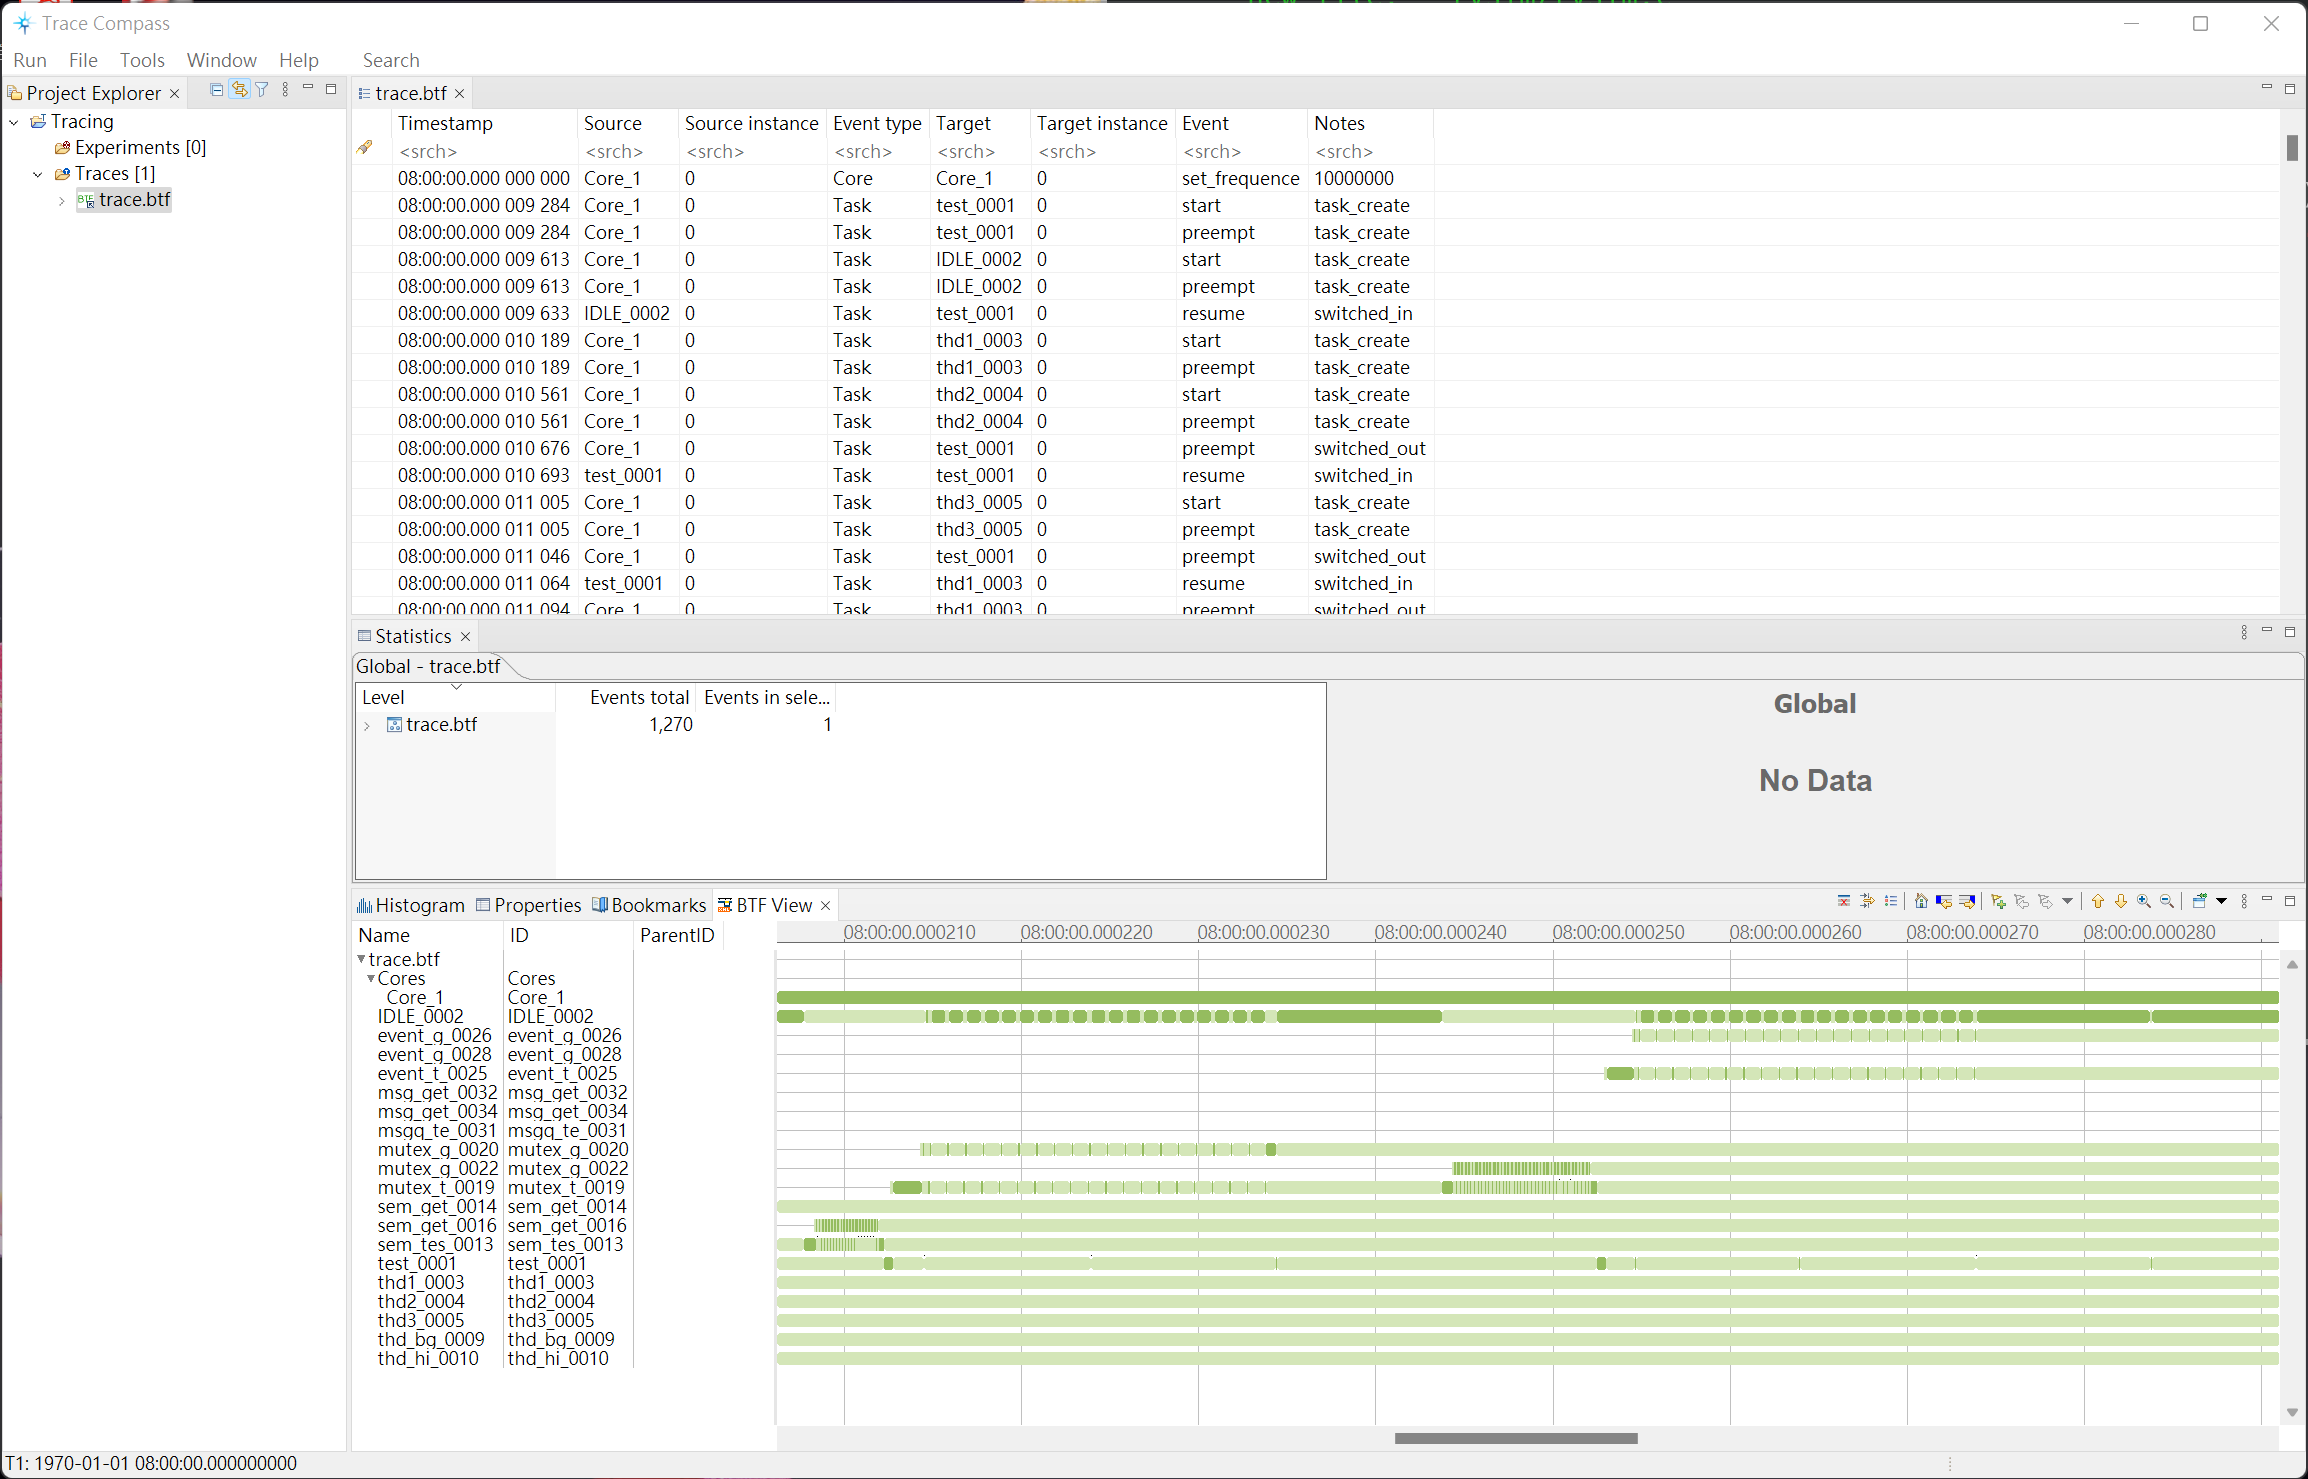 Trace Compass
Run File Tools Window Help Search
Project Explorer
Tracing
Experiments [0]
Traces [1]
trace.btf
trace.btf
Timestamp Source Source instance Event type Target Target instance Event Notes
<srch> <srch> <srch> <srch> <srch> <srch> <srch> <srch>
08:00:00.000 000 000 Core_1 0 Core Core_1 0 set_frequence 10000000
08:00:00.000 009 284 Core_1 0 Task test_0001 0 start task_create
08:00:00.000 009 284 Core_1 0 Task test_0001 0 preempt task_create
08:00:00.000 009 613 Core_1 0 Task IDLE_0002 0 start task_create
08:00:00.000 009 613 Core_1 0 Task IDLE_0002 0 preempt task_create
08:00:00.000 009 633 IDLE_0002 0 Task test_0001 0 resume switched_in
08:00:00.000 010 189 Core_1 0 Task thd1_0003 0 start task_create
08:00:00.000 010 189 Core_1 0 Task thd1_0003 0 preempt task_create
08:00:00.000 010 561 Core_1 0 Task thd2_0004 0 start task_create
08:00:00.000 010 561 Core_1 0 Task thd2_0004 0 preempt task_create
08:00:00.000 010 676 Core_1 0 Task test_0001 0 preempt switched_out
08:00:00.000 010 693 test_0001 0 Task test_0001 0 resume switched_in
08:00:00.000 011 005 Core_1 0 Task thd3_0005 0 start task_create
08:00:00.000 011 005 Core_1 0 Task thd3_0005 0 preempt task_create
08:00:00.000 011 046 Core_1 0 Task test_0001 0 preempt switched_out
08:00:00.000 011 064 test_0001 0 Task thd1_0003 0 resume switched_in
08:00:00.000 011 094 Core_1 0 Task thd1_0003 0 preempt switched_out
Statistics
Global - trace.btf
Level Events total Events in sele...
trace.btf 1,270 1
Global
No Data
Histogram Properties Bookmarks BTF View
Name ID ParentID
08:00:00.000210 08:00:00.000220 08:00:00.000230 08:00:00.000240 08:00:00.000250 08:00:00.000260 08:00:00.000270 08:00:00.000280
trace.btf
Cores Cores
Core_1 Core_1
IDLE_0002 IDLE_0002
event_g_0026 event_g_0026
event_g_0028 event_g_0028
event_t_0025 event_t_0025
msg_get_0032 msg_get_0032
msg_get_0034 msg_get_0034
msgq_te_0031 msgq_te_0031
mutex_g_0020 mutex_g_0020
mutex_g_0022 mutex_g_0022
mutex_t_0019 mutex_t_0019
sem_get_0014 sem_get_0014
sem_get_0016 sem_get_0016
sem_tes_0013 sem_tes_0013
test_0001 test_0001
thd1_0003 thd1_0003
thd2_0004 thd2_0004
thd3_0005 thd3_0005
thd_bg_0009 thd_bg_0009
thd_hi_0010 thd_hi_0010
T1: 1970-01-01 08:00:00.000000000